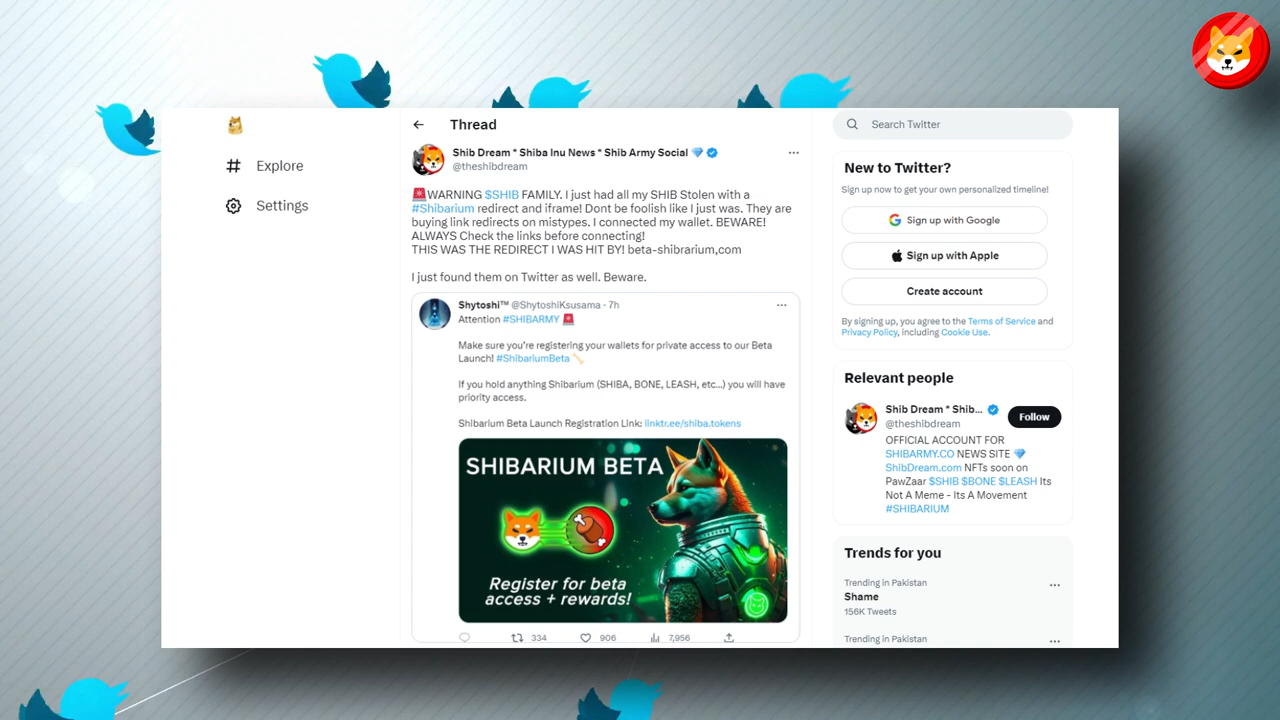 Thread
Shib Dream * Shiba Inu News * Shib Army Social
@theshibdream
WARNING $SHIB FAMILY. I just had all my SHIB Stolen with a
#Shibarium redirect and iframe! Dont be foolish like I just was. They are
buying link redirects on mistypes. I connected my wallet. BEWARE!
ALWAYS Check the links before connecting!
THIS WAS THE REDIRECT I WAS HIT BY! beta-shibrarium,com
I just found them on Twitter as well. Beware.
Shytoshi™ @ShytoshiKsusama · 7h
Attention #SHIBARMY
Make sure you're registering your wallets for private access to our Beta
Launch! #ShibariumBeta
If you hold anything Shibarium (SHIBA, BONE, LEASH, etc...) you will have
priority access.
Shibarium Beta Launch Registration Link: linktr.ee/shiba.tokens
SHIBARIUM BETA
Register for beta
access + rewards!
334 906 7,956
Explore
Settings
Search Twitter
New to Twitter?
Sign up now to get your own personalized timeline!
Sign up with Google
Sign up with Apple
Create account
By signing up, you agree to the Terms of Service and
Privacy Policy, including Cookie Use.
Relevant people
Shib Dream * Shib...
@theshibdream
Follow
OFFICIAL ACCOUNT FOR
SHIBARMY.CO NEWS SITE
ShibDream.com NFTs soon on
PawZaar $SHIB $BONE $LEASH Its
Not A Meme - Its A Movement
#SHIBARIUM
Trends for you
Trending in Pakistan
Shame
156K Tweets
Trending in Pakistan